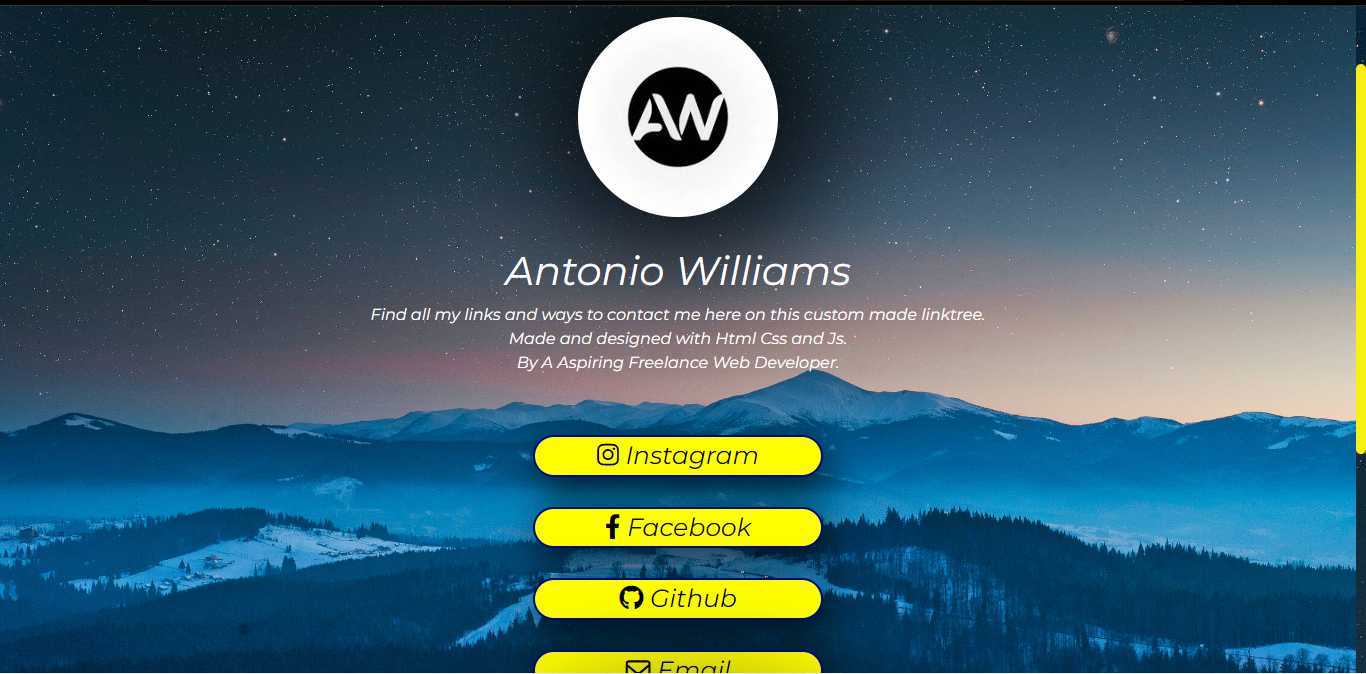 AW
Antonio Williams
Find all my links and ways to contact me here on this custom made linktree.
Made and designed with Html Css and Js.
By A Aspiring Freelance Web Developer.
Instagram
Facebook
Github
Email